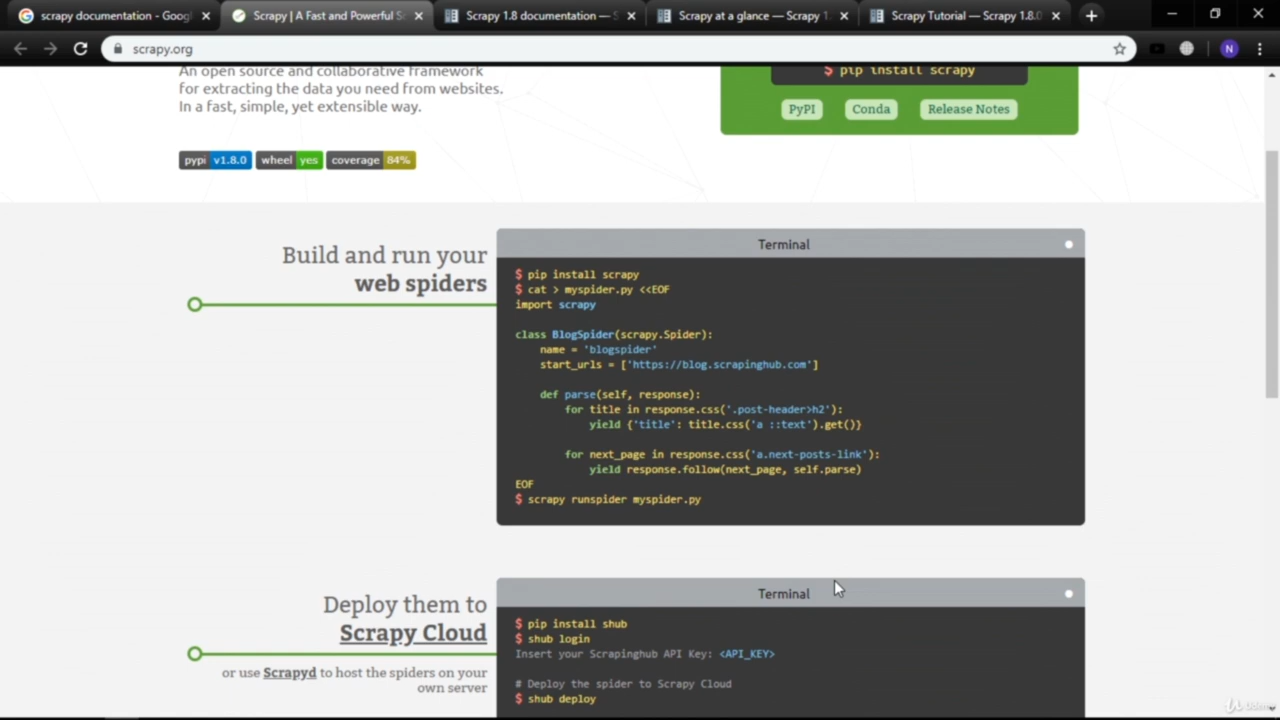 scrapy documentation - Goog
Scrapy | A Fast and Powerful S
Scrapy 1.8 documentation —
Scrapy at a glance — Scrapy 1.
Scrapy Tutorial — Scrapy 1.8.0
scrapy.org
N
An open source and collaborative framework
for extracting the data you need from websites.
In a fast, simple, yet extensible way.
$ pip install scrapy
PyPI Conda Release Notes
pypi v1.8.0 wheel yes coverage 84%
Build and run your
web spiders
Terminal
$ pip install scrapy
$ cat > myspider.py <<EOF
import scrapy
class BlogSpider(scrapy.Spider):
name = 'blogspider'
start_urls = ['https://blog.scrapinghub.com']
def parse(self, response):
for title in response.css('.post-header>h2'):
yield {'title': title.css('a ::text').get()}
for next_page in response.css('a.next-posts-link'):
yield response.follow(next_page, self.parse)
EOF
$ scrapy runspider myspider.py
Deploy them to
Scrapy Cloud
or use Scrapyd to host the spiders on your
own server
Terminal
$ pip install shub
$ shub login
Insert your Scrapinghub API Key: <API_KEY>
# Deploy the spider to Scrapy Cloud
$ shub deploy
Udemy